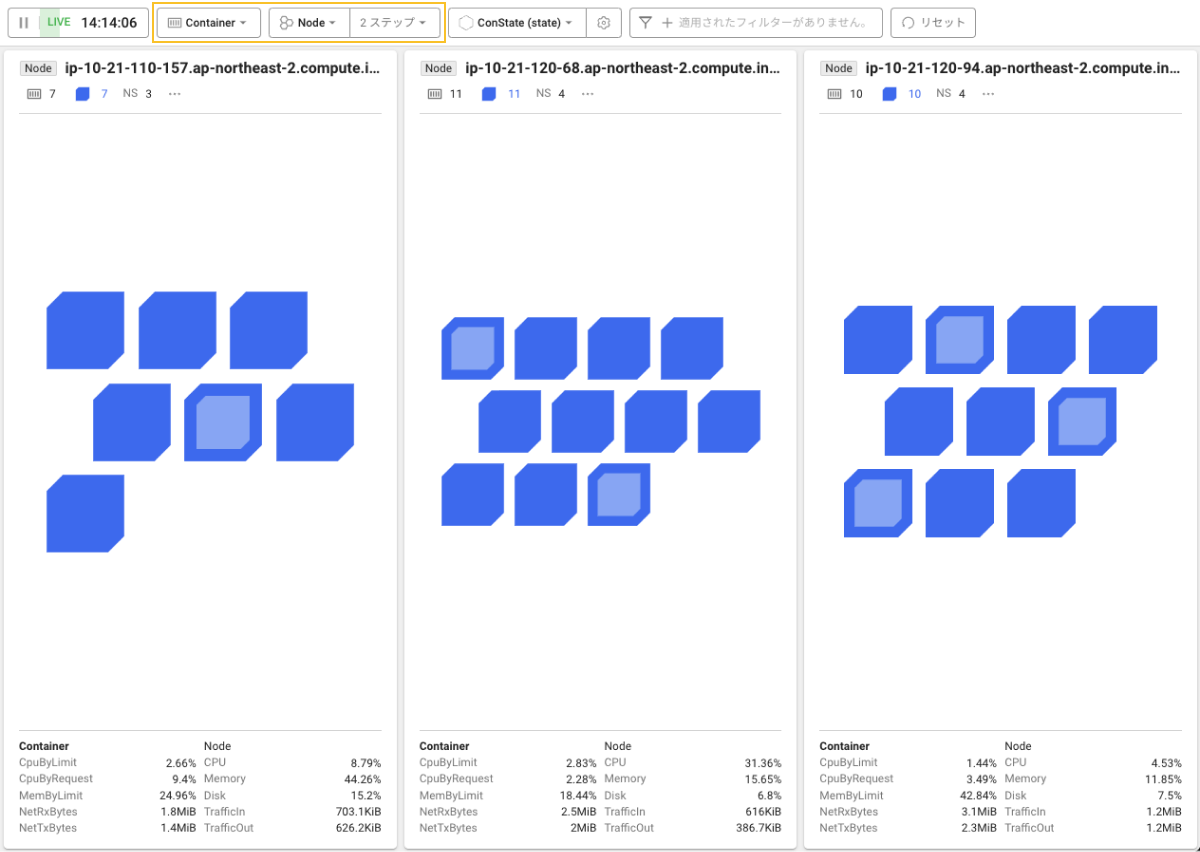 LIVE 14:14:06 Container Node 2 ステップ ConState (state) 適用されたフィルターがありません。 リセット
Node ip-10-21-110-157.ap-northeast-2.compute.i...
7 7 NS 3 ...
Container Node
CpuByLimit 2.66% CPU 8.79%
CpuByRequest 9.4% Memory 44.26%
MemByLimit 24.96% Disk 15.2%
NetRxBytes 1.8MiB TrafficIn 703.1KiB
NetTxBytes 1.4MiB TrafficOut 626.2KiB
Node ip-10-21-120-68.ap-northeast-2.compute.in...
11 11 NS 4 ...
Container Node
CpuByLimit 2.83% CPU 31.36%
CpuByRequest 2.28% Memory 15.65%
MemByLimit 18.44% Disk 6.8%
NetRxBytes 2.5MiB TrafficIn 616KiB
NetTxBytes 2MiB TrafficOut 386.7KiB
Node ip-10-21-120-94.ap-northeast-2.compute.in...
10 10 NS 4 ...
Container Node
CpuByLimit 1.44% CPU 4.53%
CpuByRequest 3.49% Memory 11.85%
MemByLimit 42.84% Disk 7.5%
NetRxBytes 3.1MiB TrafficIn 1.2MiB
NetTxBytes 2.3MiB TrafficOut 1.2MiB